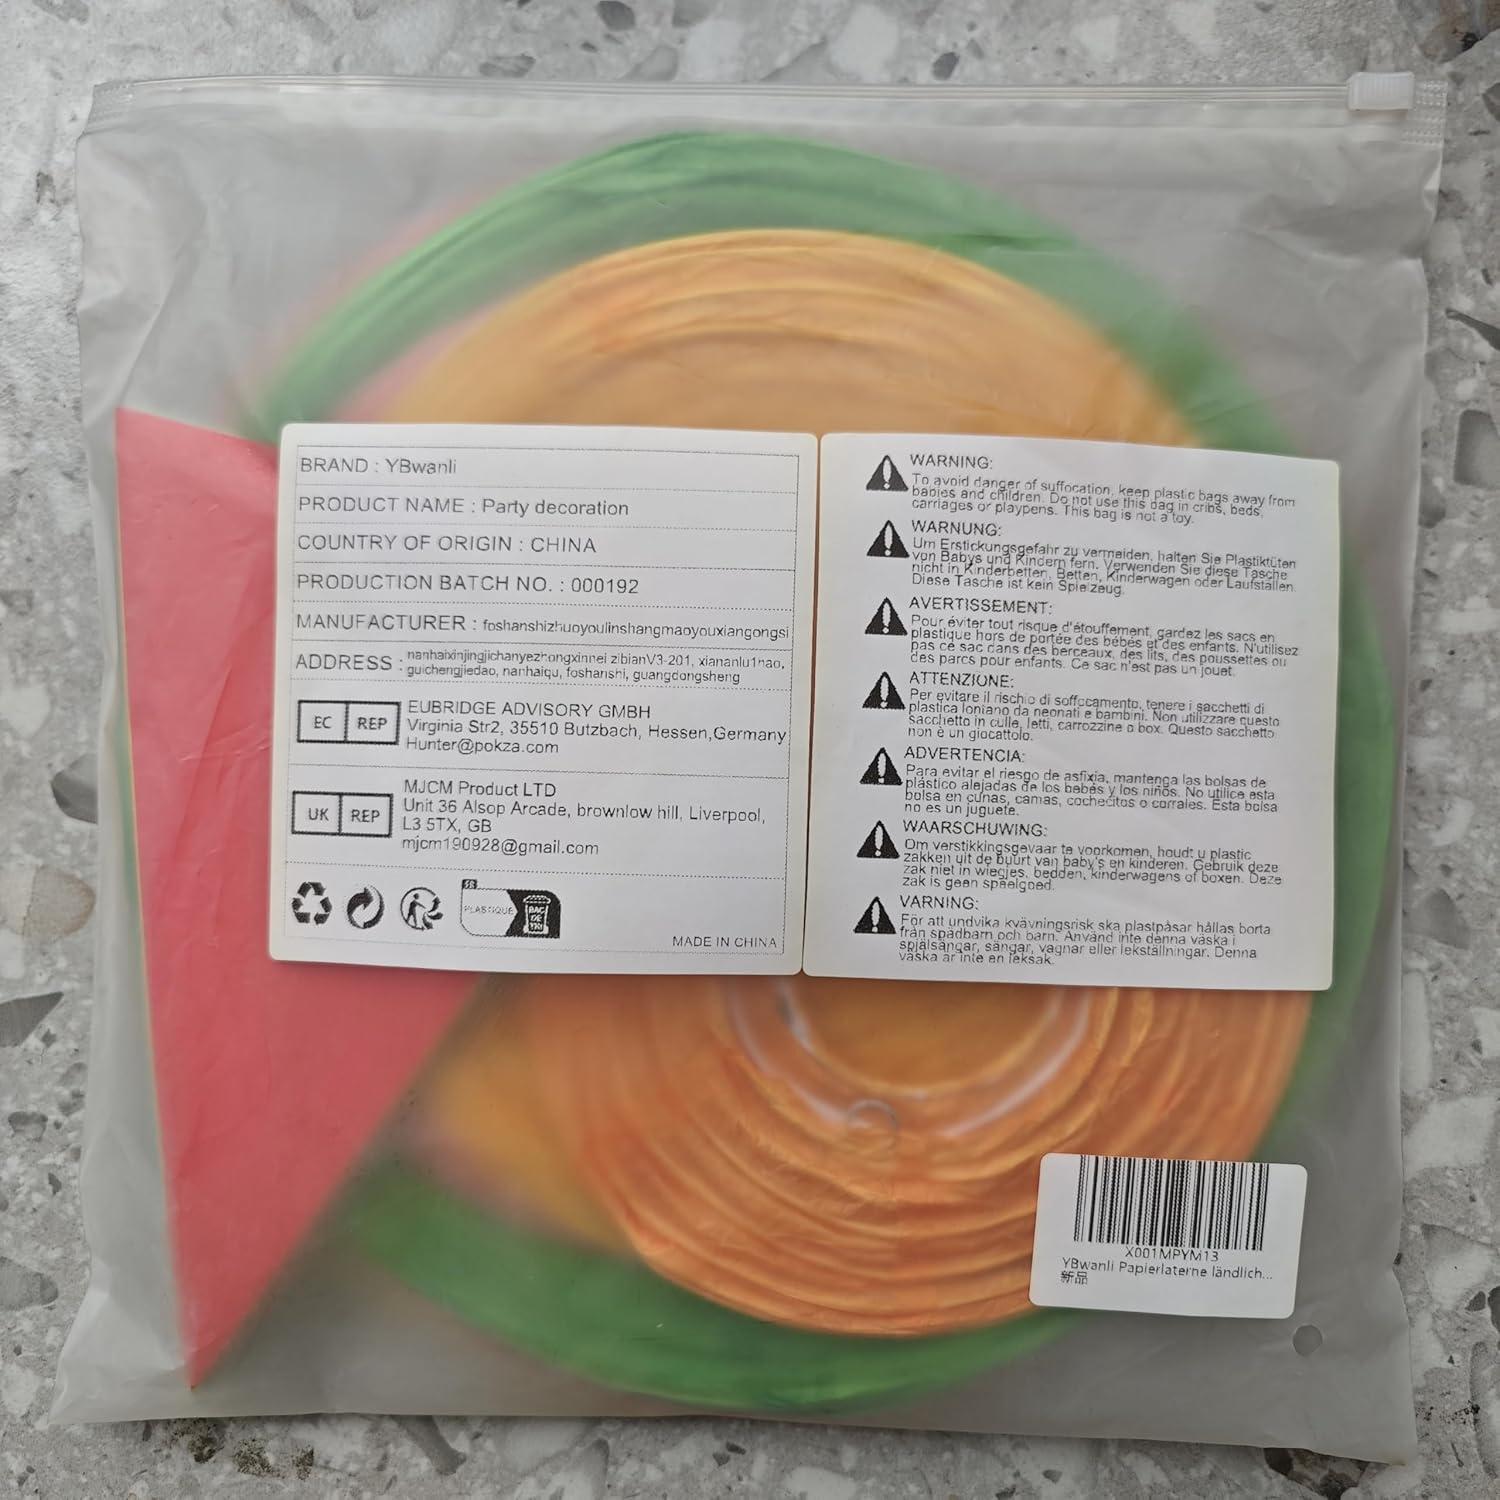 BRAND : YBwanli
PRODUCT NAME : Party decoration
COUNTRY OF ORIGIN : CHINA
PRODUCTION BATCH NO. : 000192
MANUFACTURER : foshanshizhuoyoulinshangmaoyouxiangongsi
ADDRESS : nanhaixinjingjichanyezhongxinnei zibianV3-201, xiananlu1hao,
guichengjiedao, nanhaiqu, foshanshi, guangdongsheng
EC REP
EUBRIDGE ADVISORY GMBH
Virginia Str2, 35510 Butzbach, Hessen,Germany
Hunter@pokza.com
UK REP
MJCM Product LTD
Unit 36 Alsop Arcade, brownlow hill, Liverpool,
L3 5TX, GB
mjcm190928@gmail.com
FR
PLASTIQUE
BAC
DE
TRI
MADE IN CHINA
WARNING:
To avoid danger of suffocation, keep plastic bags away from
babies and children. Do not use this bag in cribs, beds,
carriages or playpens. This bag is not a toy.
WARNUNG:
Um Erstickungsgefahr zu vermeiden, halten Sie Plastiktüten
von Babys und Kindern fern. Verwenden Sie diese Tasche
nicht in Kinderbetten, Betten, Kinderwagen oder Laufställen.
Diese Tasche ist kein Spielzeug.
AVERTISSEMENT:
Pour éviter tout risque d'étouffement, gardez les sacs en
plastique hors de portée des bébés et des enfants. N'utilisez
pas ce sac dans des berceaux, des lits, des poussettes ou
des parcs pour enfants. Ce sac n'est pas un jouet.
ATTENZIONE:
Per evitare il rischio di soffocamento, tenere i sacchetti di
plastica lontano da neonati e bambini. Non utilizzare questo
sacchetto in culle, letti, carrozzine o box. Questo sacchetto
non è un giocattolo.
ADVERTENCIA:
Para evitar el riesgo de asfixia, mantenga las bolsas de
plástico alejadas de los bebés y los niños. No utilice esta
bolsa en cunas, camas, cochecitos o corrales. Esta bolsa
no es un juguete.
WAARSCHUWING:
Om verstikkingsgevaar te voorkomen, houdt u plastic
zakken uit de buurt van baby's en kinderen. Gebruik deze
zak niet in wiegjes, bedden, kinderwagens of boxen. Deze
zak is geen speelgoed.
VARNING:
För att undvika kvävningsrisk ska plastpåsar hållas borta
från spädbarn och barn. Använd inte denna väska i
spjälsängar, sängar, vagnar eller lekställningar. Denna
väska är inte en leksak.
X001MPYM13
YBwanli Papierlaterne ländlich...
新品